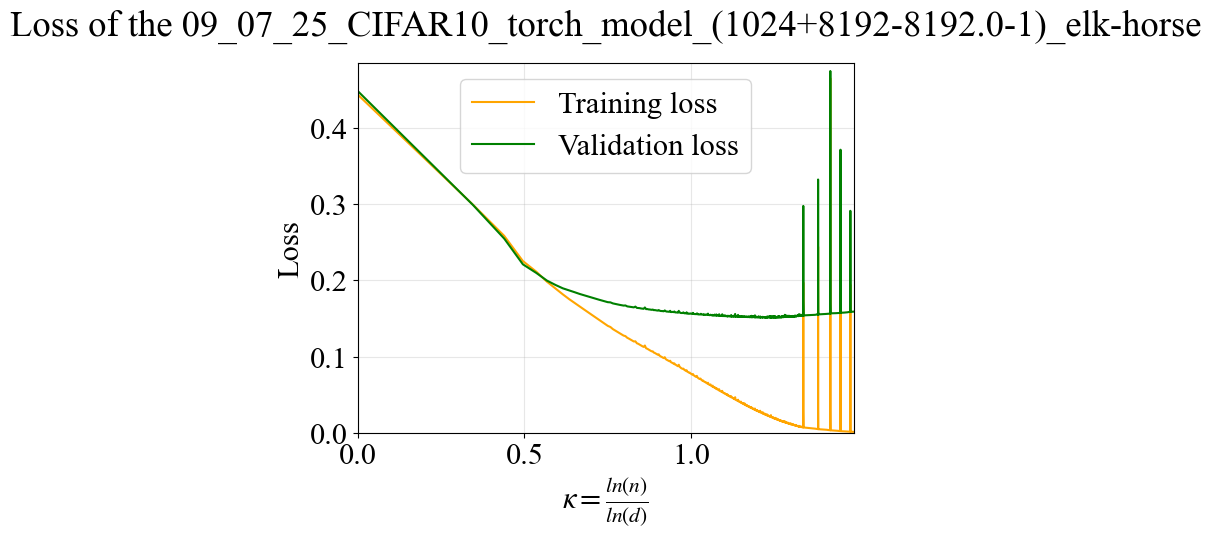 Loss of the 09_07_25_CIFAR10_torch_model_(1024+8192-8192.0-1)_elk-horse
Training loss
Validation loss
Loss
0.4
0.3
0.2
0.1
0.0
0.0 0.5 1.0
κ = ln(n) / ln(d)